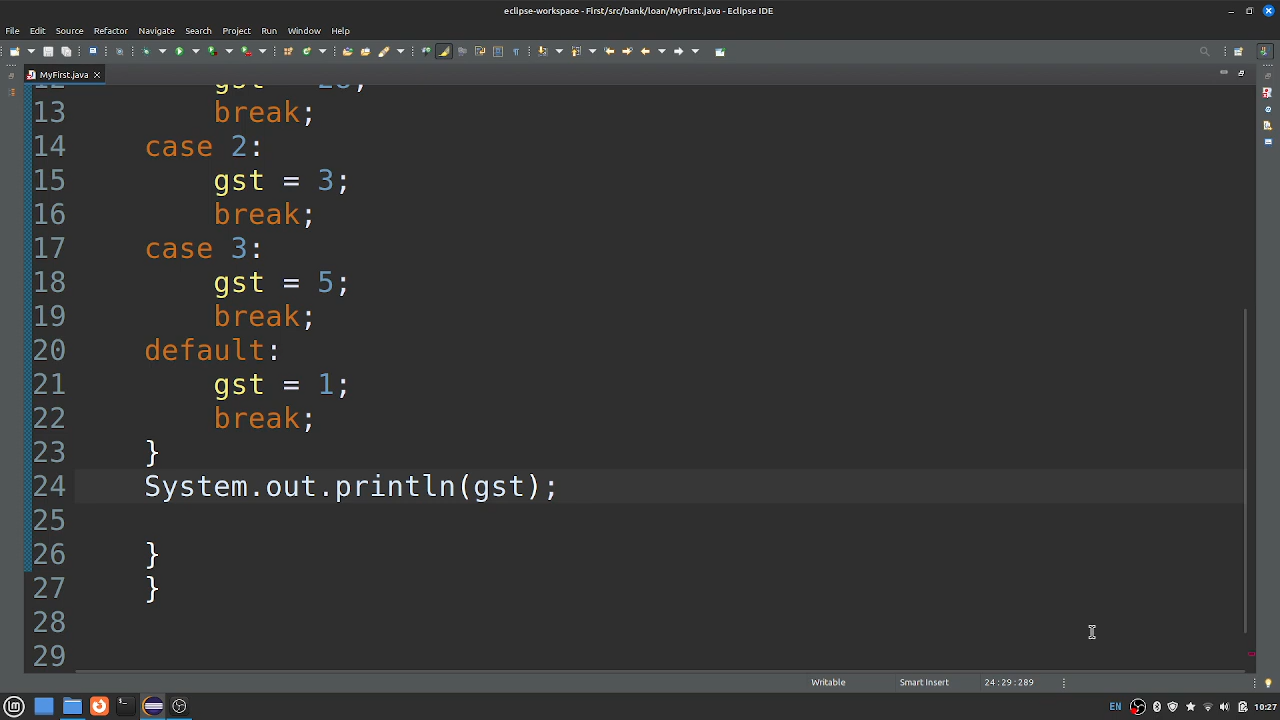 eclipse-workspace - First/src/bank/loan/MyFirst.java - Eclipse IDE
File Edit Source Refactor Navigate Search Project Run Window Help
MyFirst.java
13 break;
14 case 2:
15 gst = 3;
16 break;
17 case 3:
18 gst = 5;
19 break;
20 default:
21 gst = 1;
22 break;
23 }
24 System.out.println(gst);
25
26 }
27 }
28
29
Writable Smart Insert 24:29:289
EN 10:27